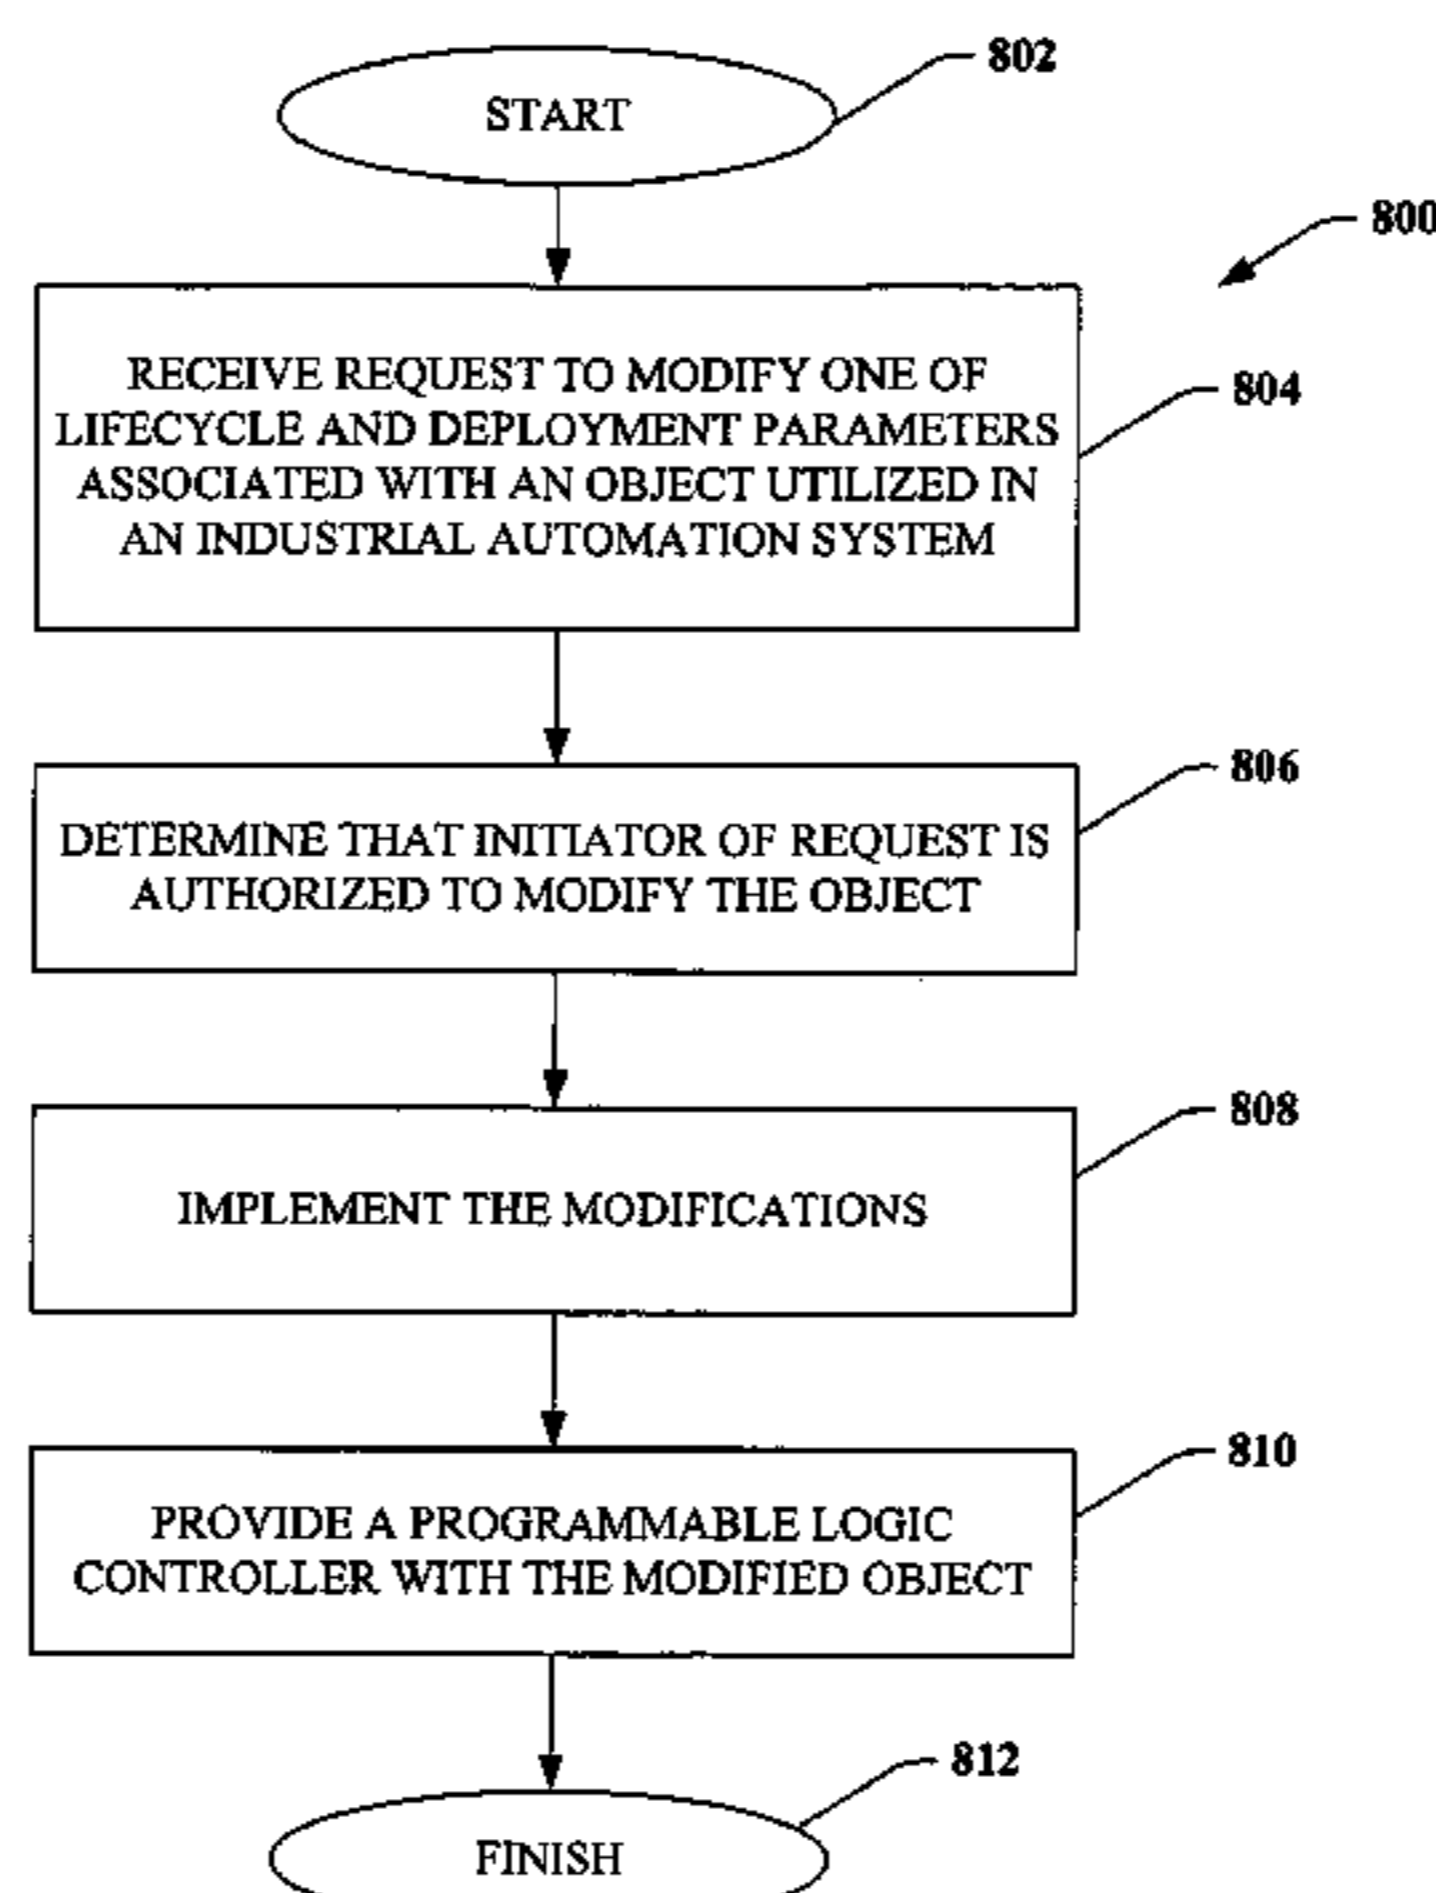 802
START
800
RECEIVE REQUEST TO MODIFY ONE OF
LIFECYCLE AND DEPLOYMENT PARAMETERS
ASSOCIATED WITH AN OBJECT UTILIZED IN
AN INDUSTRIAL AUTOMATION SYSTEM
804
806
DETERMINE THAT INITIATOR OF REQUEST IS
AUTHORIZED TO MODIFY THE OBJECT
808
IMPLEMENT THE MODIFICATIONS
810
PROVIDE A PROGRAMMABLE LOGIC
CONTROLLER WITH THE MODIFIED OBJECT
812
FINISH